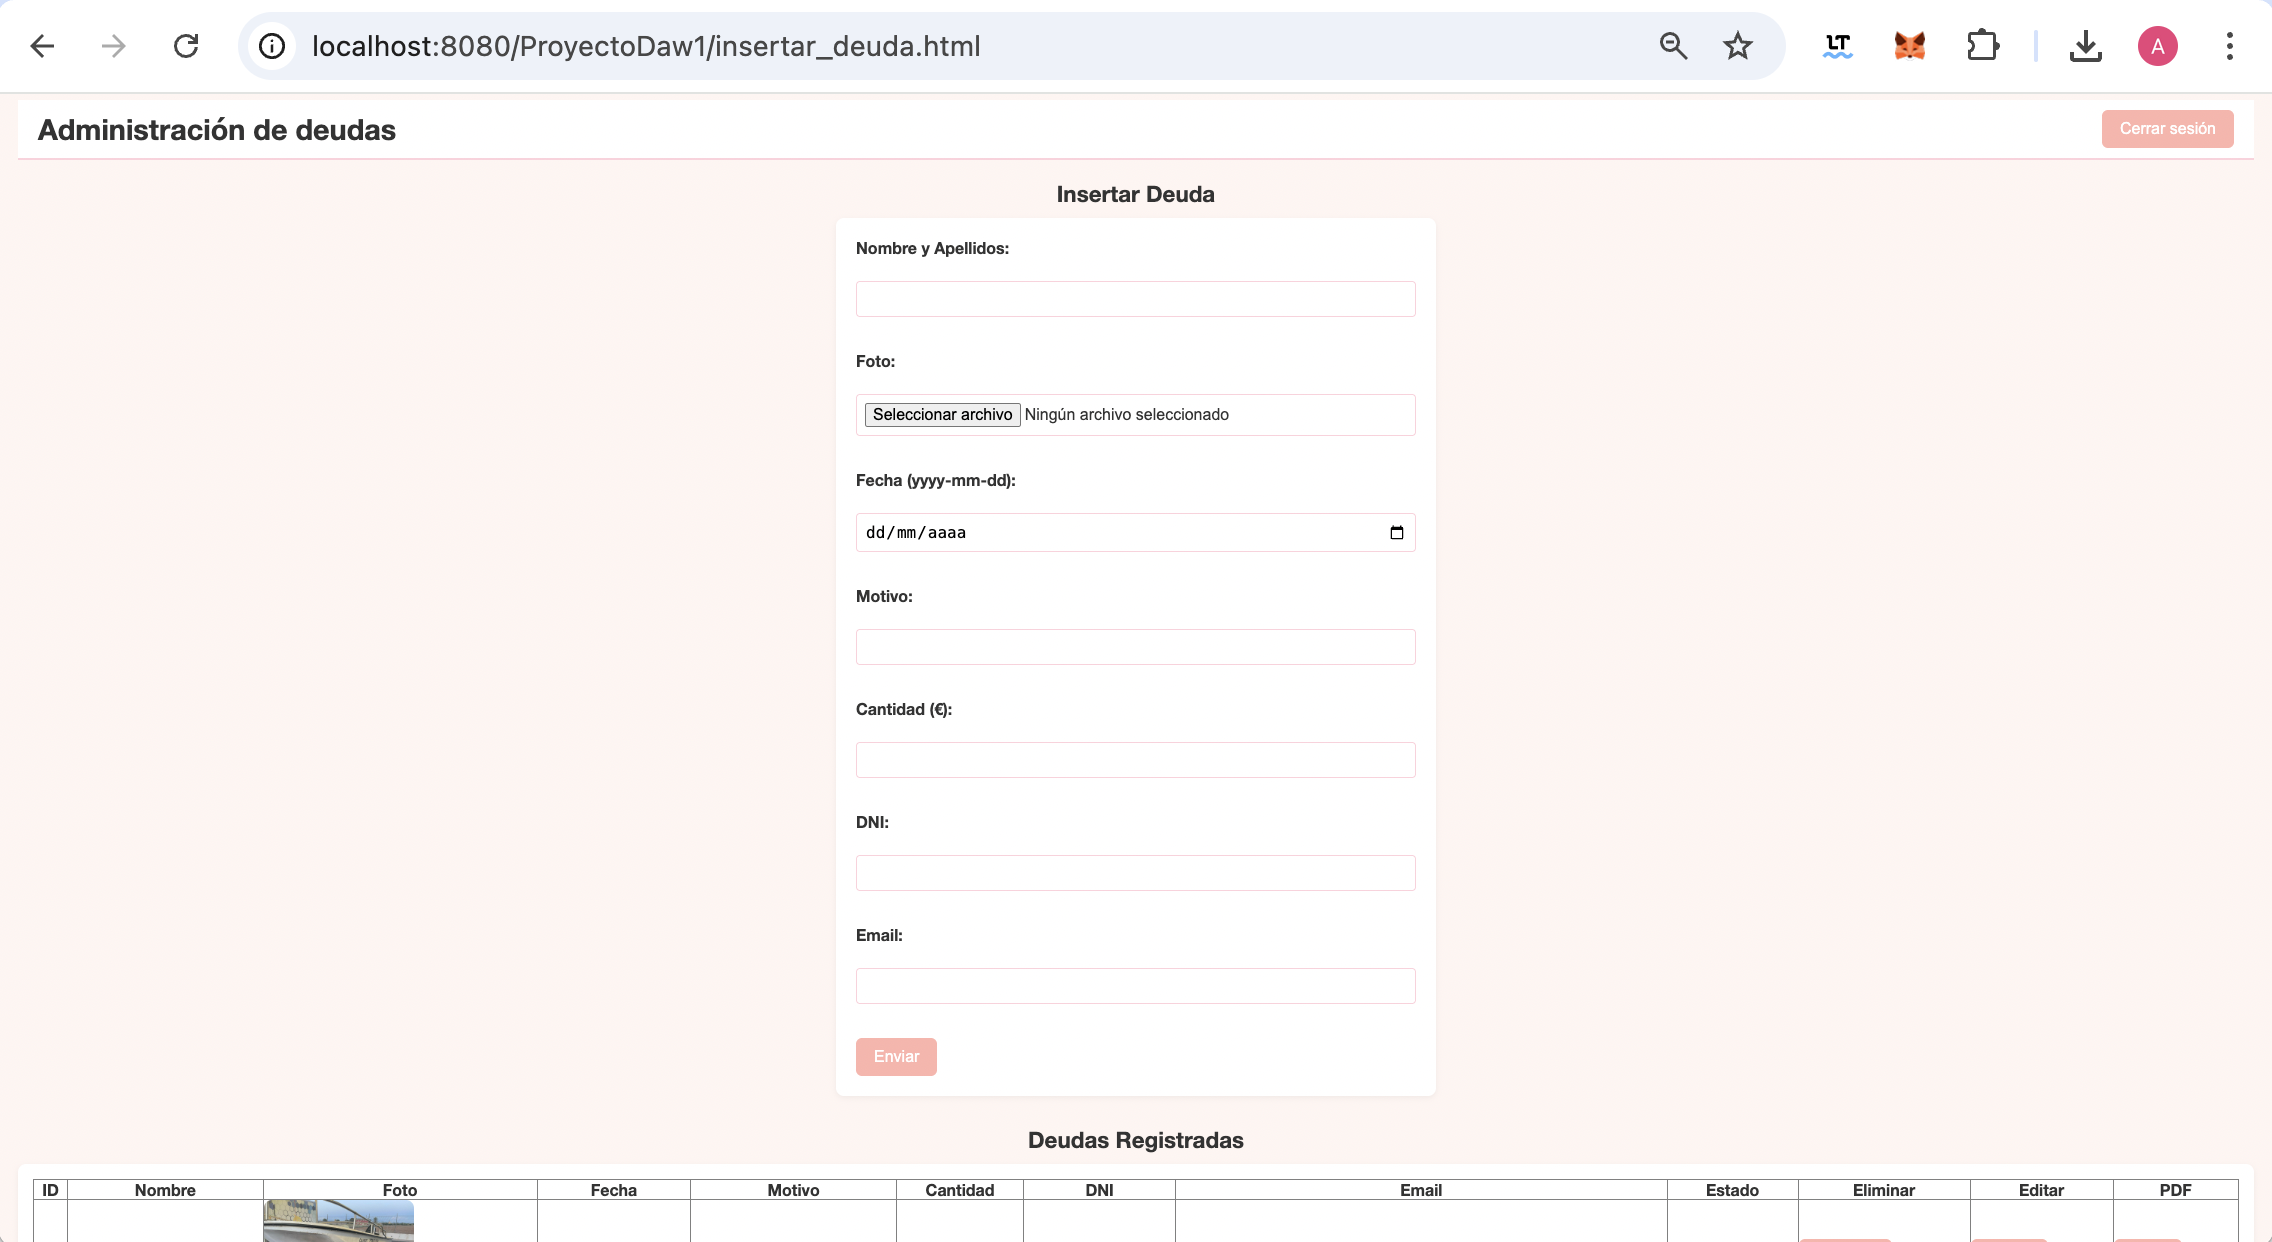 localhost:8080/ProyectoDaw1/insertar_deuda.html
LT
A
Administración de deudas
Cerrar sesión
Insertar Deuda
Nombre y Apellidos:
Foto:
Seleccionar archivo Ningún archivo seleccionado
Fecha (yyyy-mm-dd):
dd/mm/aaaa
Motivo:
Cantidad (€):
DNI:
Email:
Enviar
Deudas Registradas
ID Nombre Foto Fecha Motivo Cantidad DNI Email Estado Eliminar Editar PDF